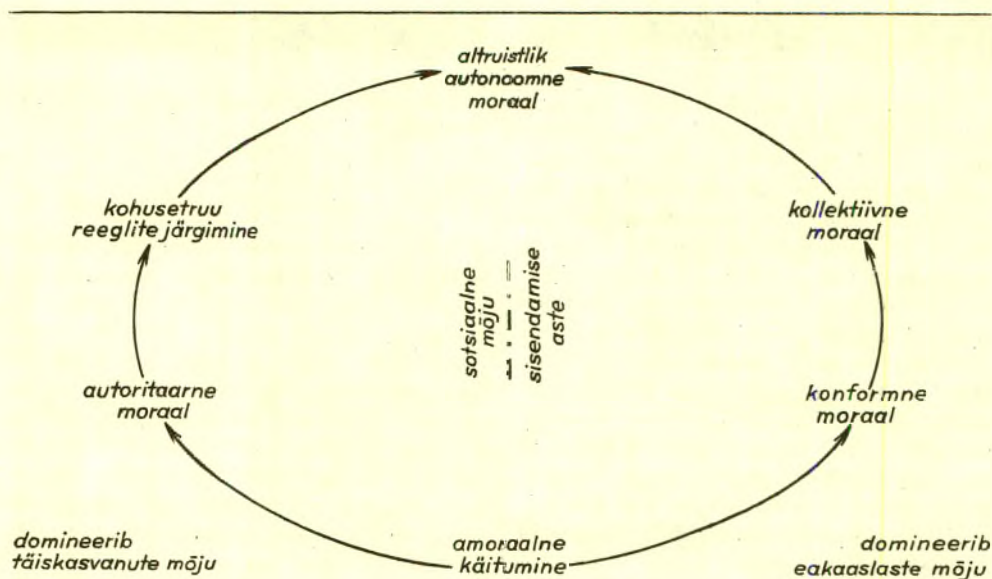 altruistlik
autonoomne
moraal
kohusetruu
reeglite järgimine
kollektiivne
moraal
sotsiaalne
mõju
sisendamise
aste
autoritaarne
moraal
konformne
moraal
domineerib
täiskasvanute mõju
amoraalne
käitumine
domineerib
eakaaslaste mõju